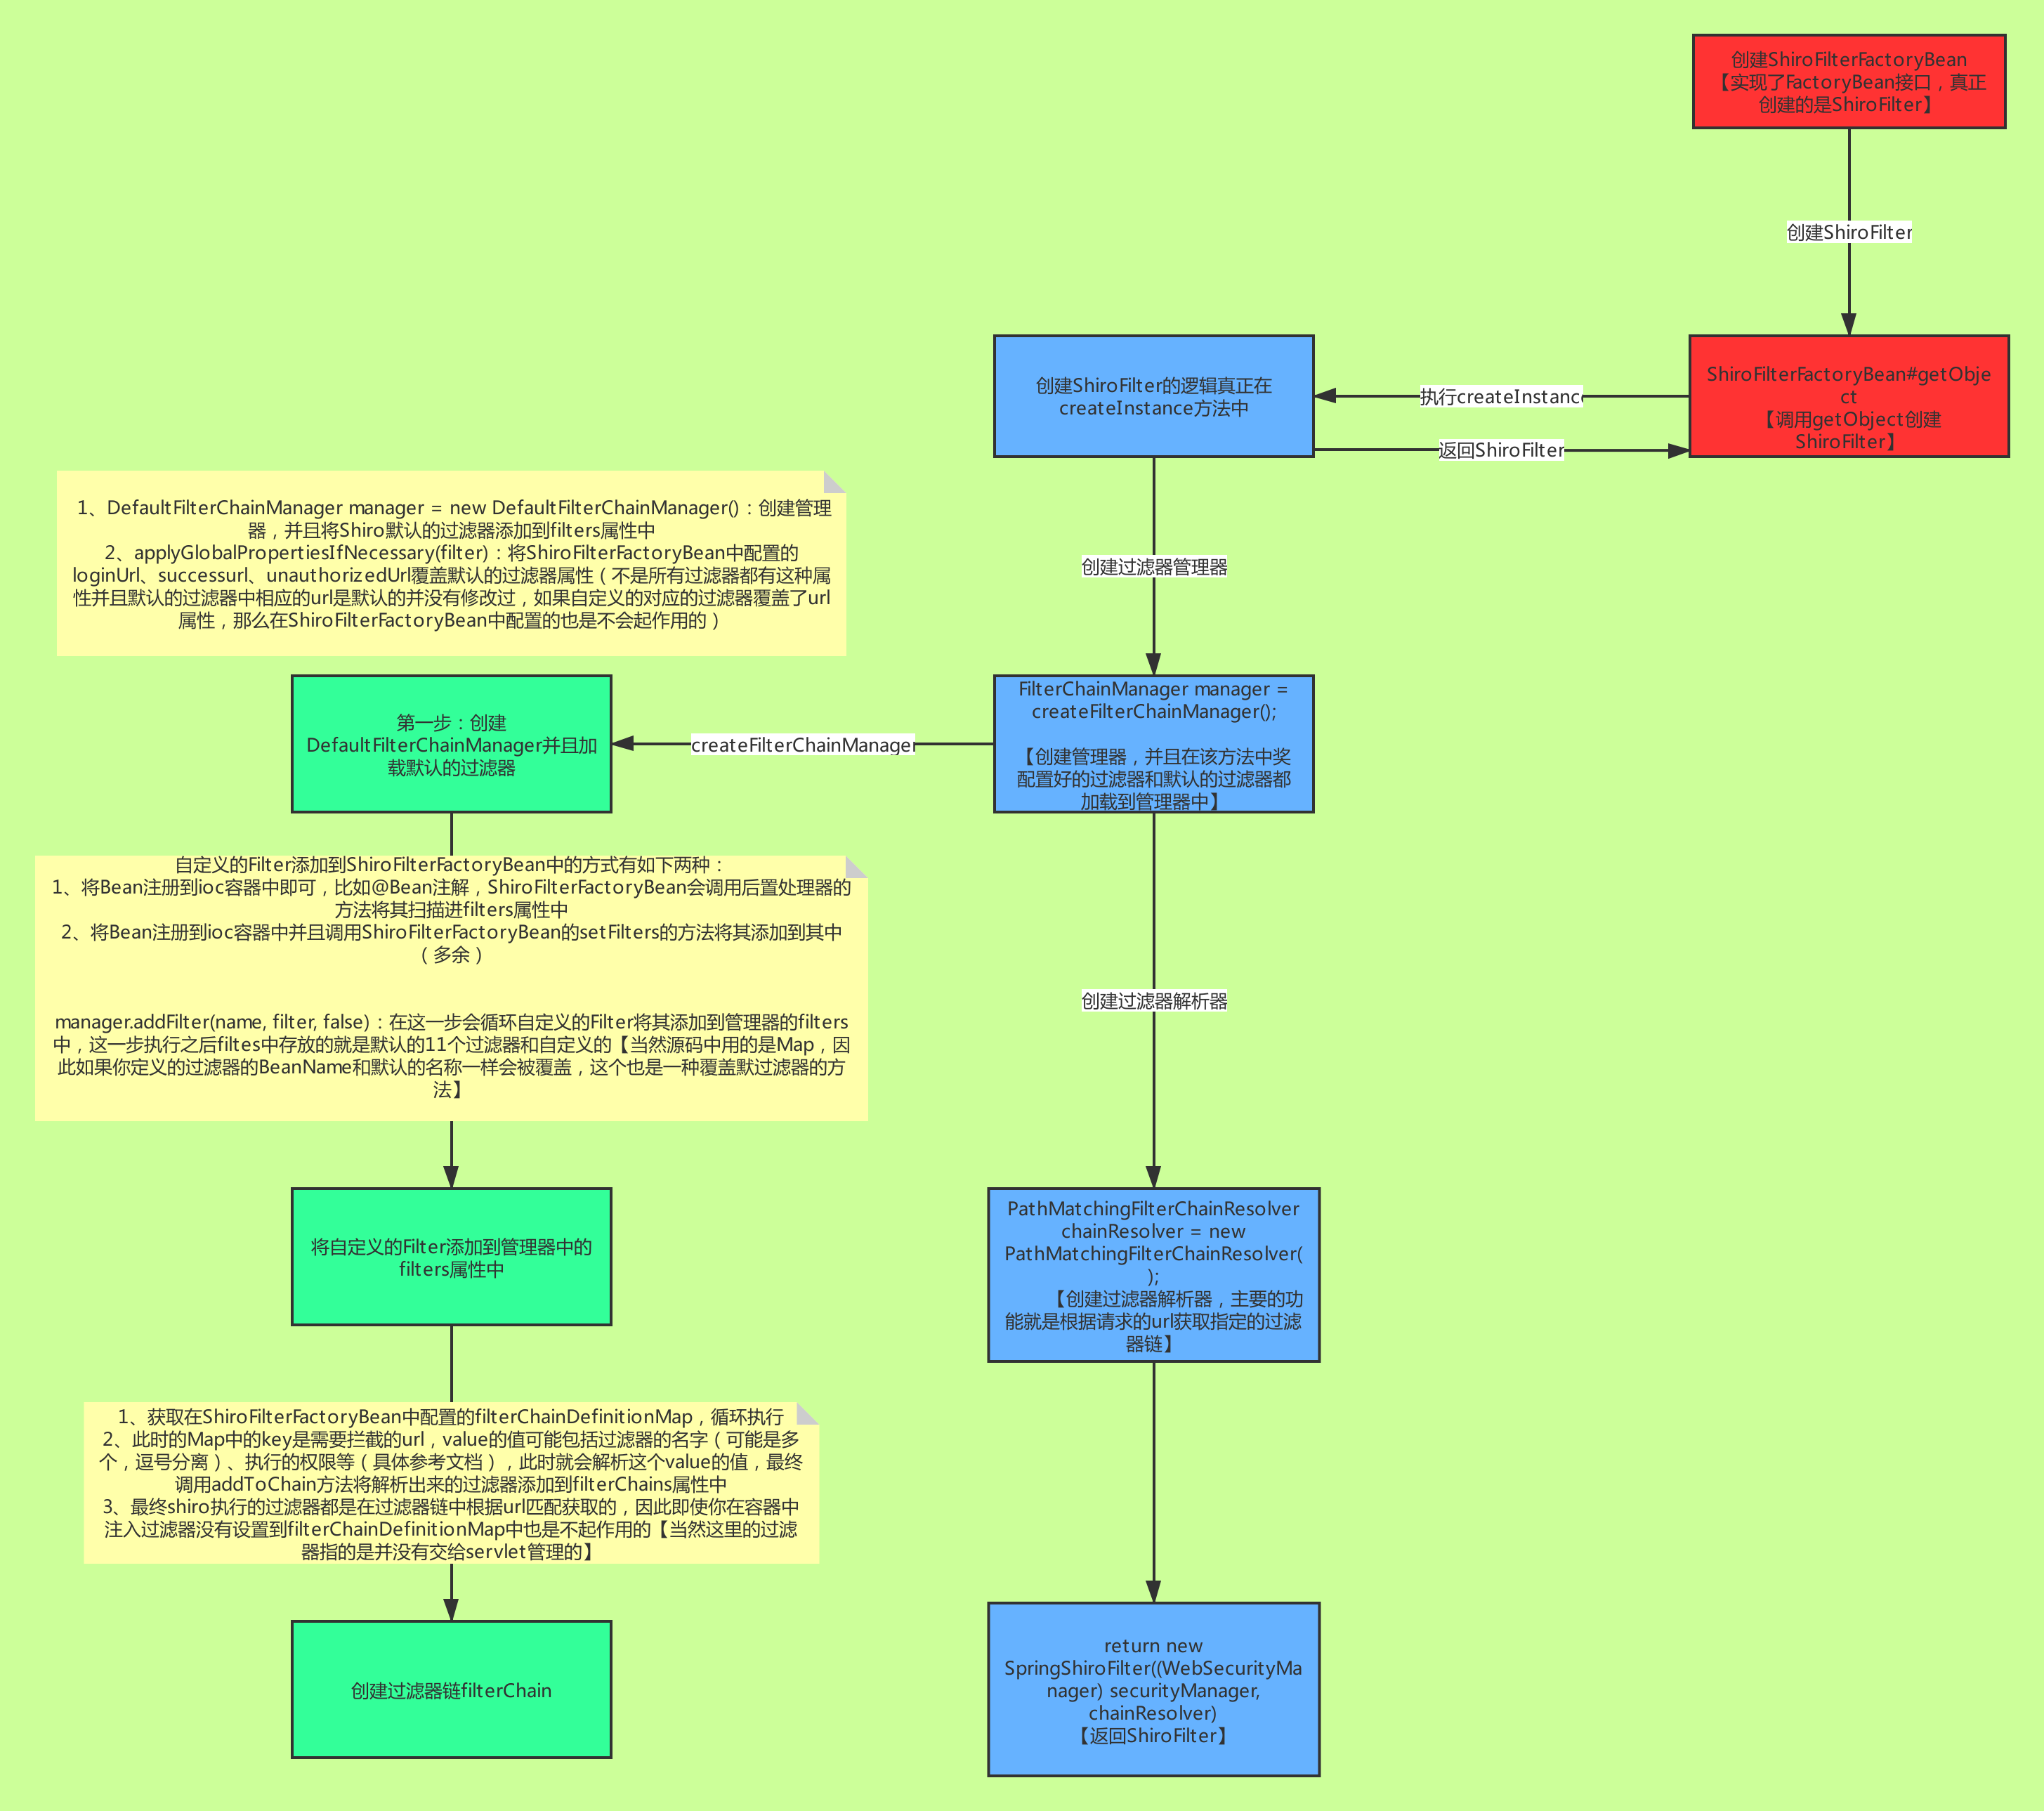 创建ShiroFilterFactoryBean
【实现了FactoryBean接口，真正
创建的是ShiroFilter】
创建ShiroFilter
ShiroFilterFactoryBean#getObje
ct
【调用getObject创建
ShiroFilter】
执行createInstance
返回ShiroFilter
创建ShiroFilter的逻辑真正在
createInstance方法中
创建过滤器管理器
FilterChainManager manager =
createFilterChainManager();
【创建管理器，并且在该方法中奖
配置好的过滤器和默认的过滤器都
加载到管理器中】
createFilterChainManager
1、DefaultFilterChainManager manager = new DefaultFilterChainManager()：创建管理
器，并且将Shiro默认的过滤器添加到filters属性中
2、applyGlobalPropertiesIfNecessary(filter)：将ShiroFilterFactoryBean中配置的
loginUrl、successurl、unauthorizedUrl覆盖默认的过滤器属性（不是所有过滤器都有这种属
性并且默认的过滤器中相应的url是默认的并没有修改过，如果自定义的对应的过滤器覆盖了url
属性，那么在ShiroFilterFactoryBean中配置的也是不会起作用的）
第一步：创建
DefaultFilterChainManager并且加
载默认的过滤器
自定义的Filter添加到ShiroFilterFactoryBean中的方式有如下两种：
1、将Bean注册到ioc容器中即可，比如@Bean注解，ShiroFilterFactoryBean会调用后置处理器的
方法将其扫描进filters属性中
2、将Bean注册到ioc容器中并且调用ShiroFilterFactoryBean的setFilters的方法将其添加到其中
（多余）
manager.addFilter(name, filter, false)：在这一步会循环自定义的Filter将其添加到管理器的filters
中，这一步执行之后filtes中存放的就是默认的11个过滤器和自定义的【当然源码中用的是Map，因
此如果你定义的过滤器的BeanName和默认的名称一样会被覆盖，这个也是一种覆盖默过滤器的方
法】
将自定义的Filter添加到管理器中的
filters属性中
1、获取在ShiroFilterFactoryBean中配置的filterChainDefinitionMap，循环执行
2、此时的Map中的key是需要拦截的url，value的值可能包括过滤器的名字（可能是多
个，逗号分离）、执行的权限等（具体参考文档），此时就会解析这个value的值，最终
调用addToChain方法将解析出来的过滤器添加到filterChains属性中
3、最终shiro执行的过滤器都是在过滤器链中根据url匹配获取的，因此即使你在容器中
注入过滤器没有设置到filterChainDefinitionMap中也是不起作用的【当然这里的过滤
器指的是并没有交给servlet管理的】
创建过滤器链filterChain
创建过滤器解析器
PathMatchingFilterChainResolver
chainResolver = new
PathMatchingFilterChainResolver(
);
【创建过滤器解析器，主要的功
能就是根据请求的url获取指定的过滤
器链】
return new
SpringShiroFilter((WebSecurityMa
nager) securityManager,
chainResolver)
【返回ShiroFilter】